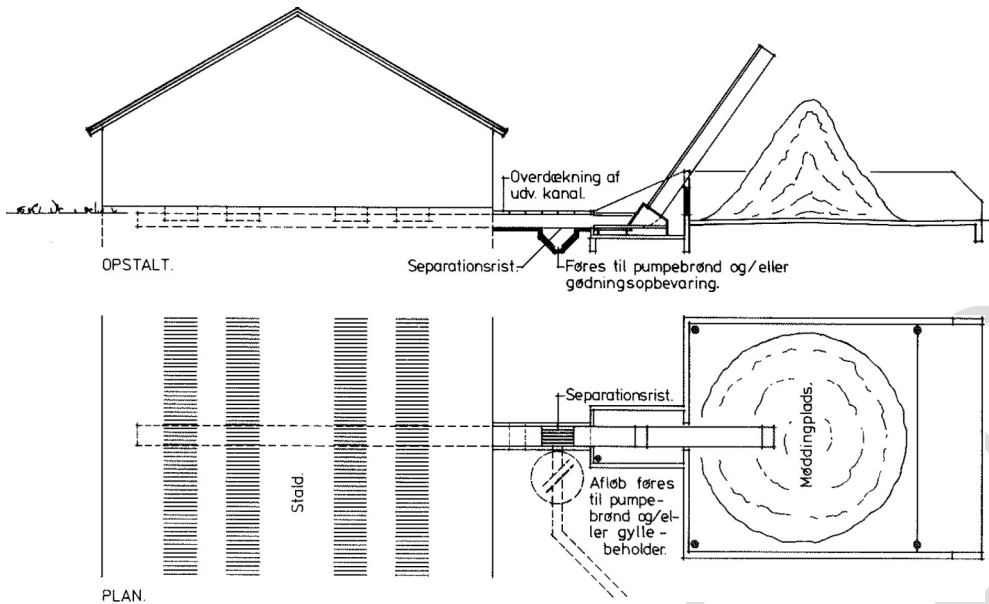 Overdækning af
udv. kanal.
OPSTALT.
Separationsrist.
Føres til pumpebrønd og/eller
gødningsopbevaring.
Separationsrist.
Stald.
Møddingplads.
Afløb føres
til pumpe-
brønd og/el-
ler gylle-
beholder.
PLAN.